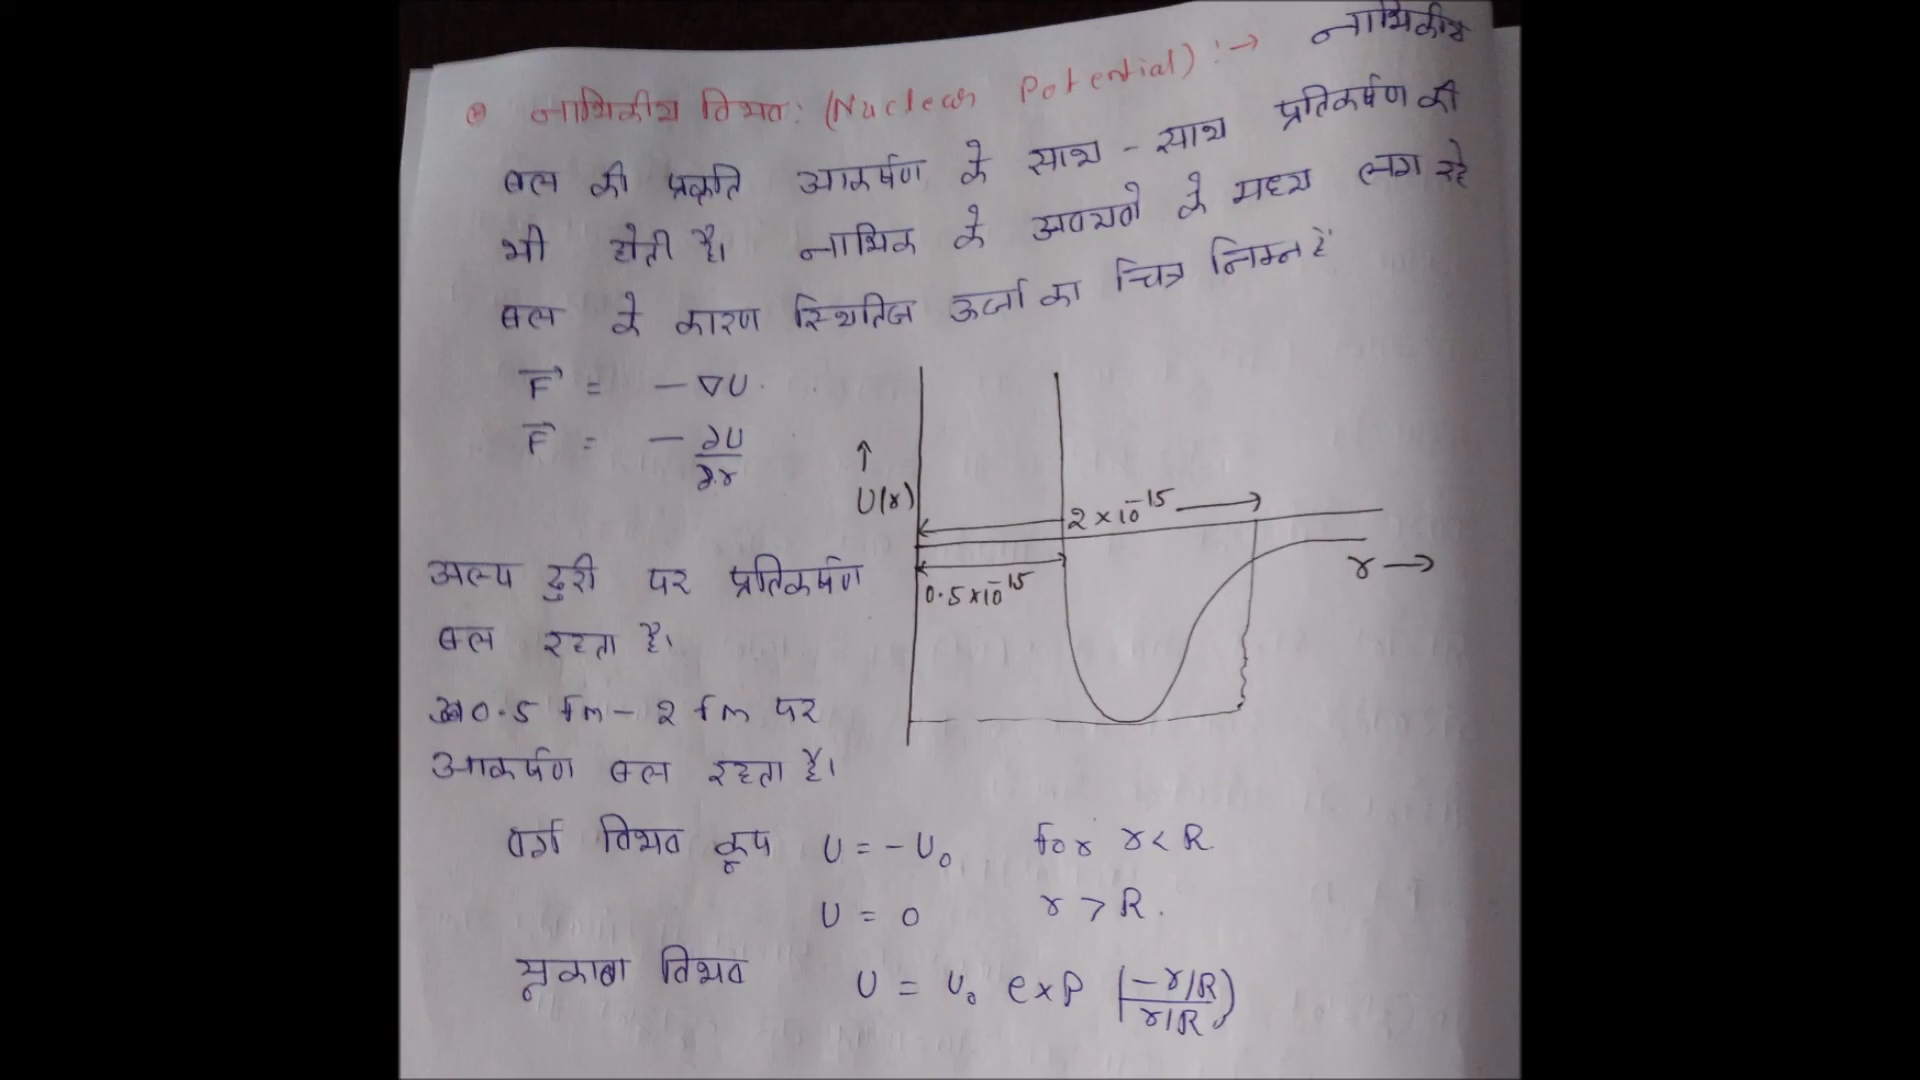 नाभिकीय विभव: (Nuclear Potential) :→ नाभिकीय
बल की प्रकृति आकर्षण के साथ - साथ प्रतिकर्षण की
भी होती है। नाभिक के अवयवो के मध्य लग रहे
बल के कारण स्थितिज ऊर्जा का चित्र निम्न है
F⃗ = - ∇U.
F⃗ = - ∂U/∂r
↑
U(r)
2 × 10⁻¹⁵
0.5×10⁻¹⁵
r →
अल्प दुरी पर प्रतिकर्षण
बल रहता है।
0.5 fm - 2 fm पर
आकर्षण बल रहता है।
वर्ग विभव कूप U = - U₀ for r < R.
U = 0 r > R.
यूकावा विभव U = U₀ exp (-r/R / r/R)